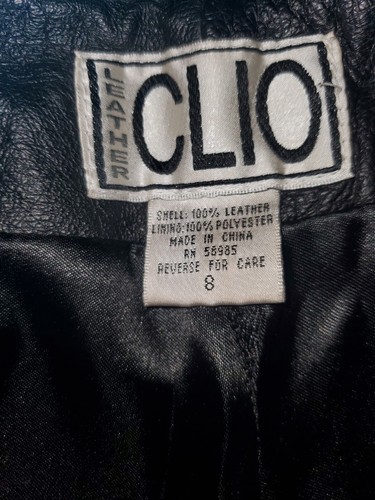 LEATHER
CLIO
SHELL: 100% LEATHER
LINING:100% POLYESTER
MADE IN CHINA
RN 58985
REVERSE FOR CARE
8